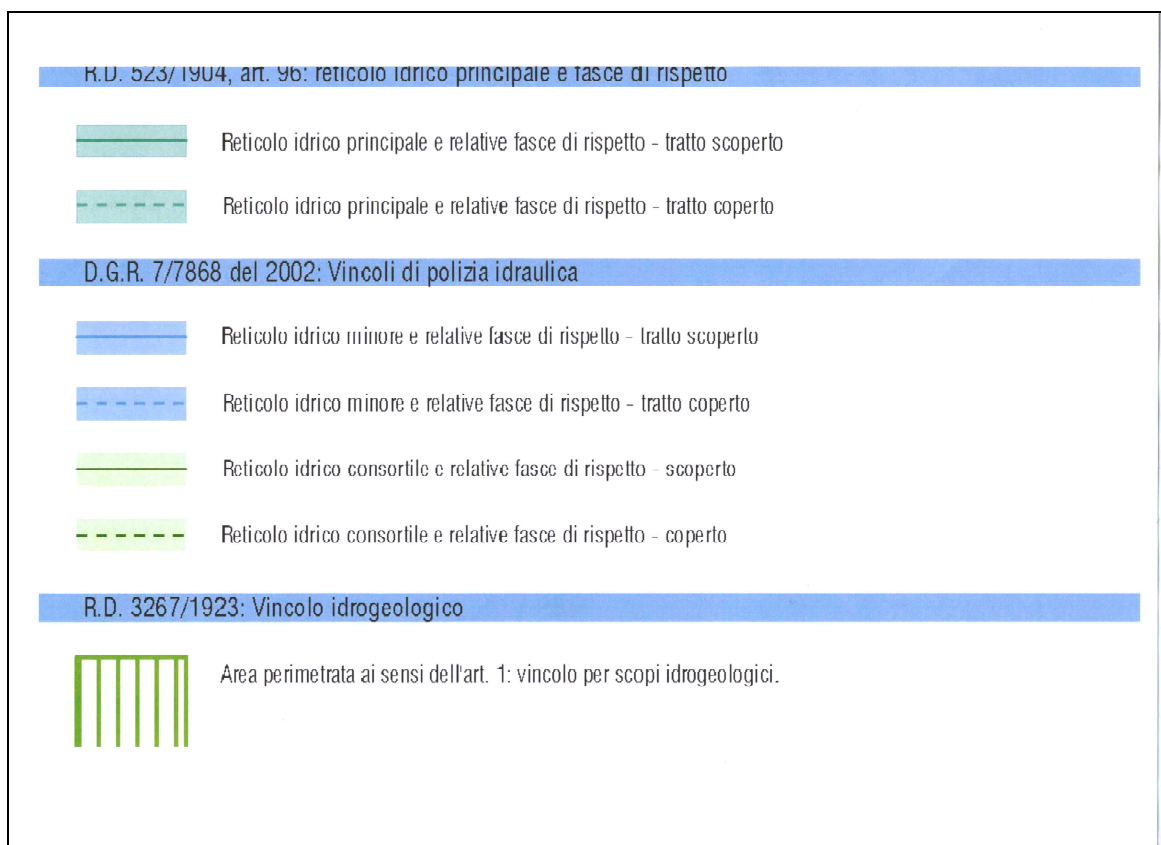 R.D. 523/1904, art. 96: reticolo idrico principale e fasce di rispetto
Reticolo idrico principale e relative fasce di rispetto - tratto scoperto
Reticolo idrico principale e relative fasce di rispetto - tratto coperto
D.G.R. 7/7868 del 2002: Vincoli di polizia idraulica
Reticolo idrico minore e relative fasce di rispetto - tratto scoperto
Reticolo idrico minore e relative fasce di rispetto - tratto coperto
Reticolo idrico consortile e relative fasce di rispetto - scoperto
Reticolo idrico consortile e relative fasce di rispetto - coperto
R.D. 3267/1923: Vincolo idrogeologico
Area perimetrata ai sensi dell'art. 1: vincolo per scopi idrogeologici.